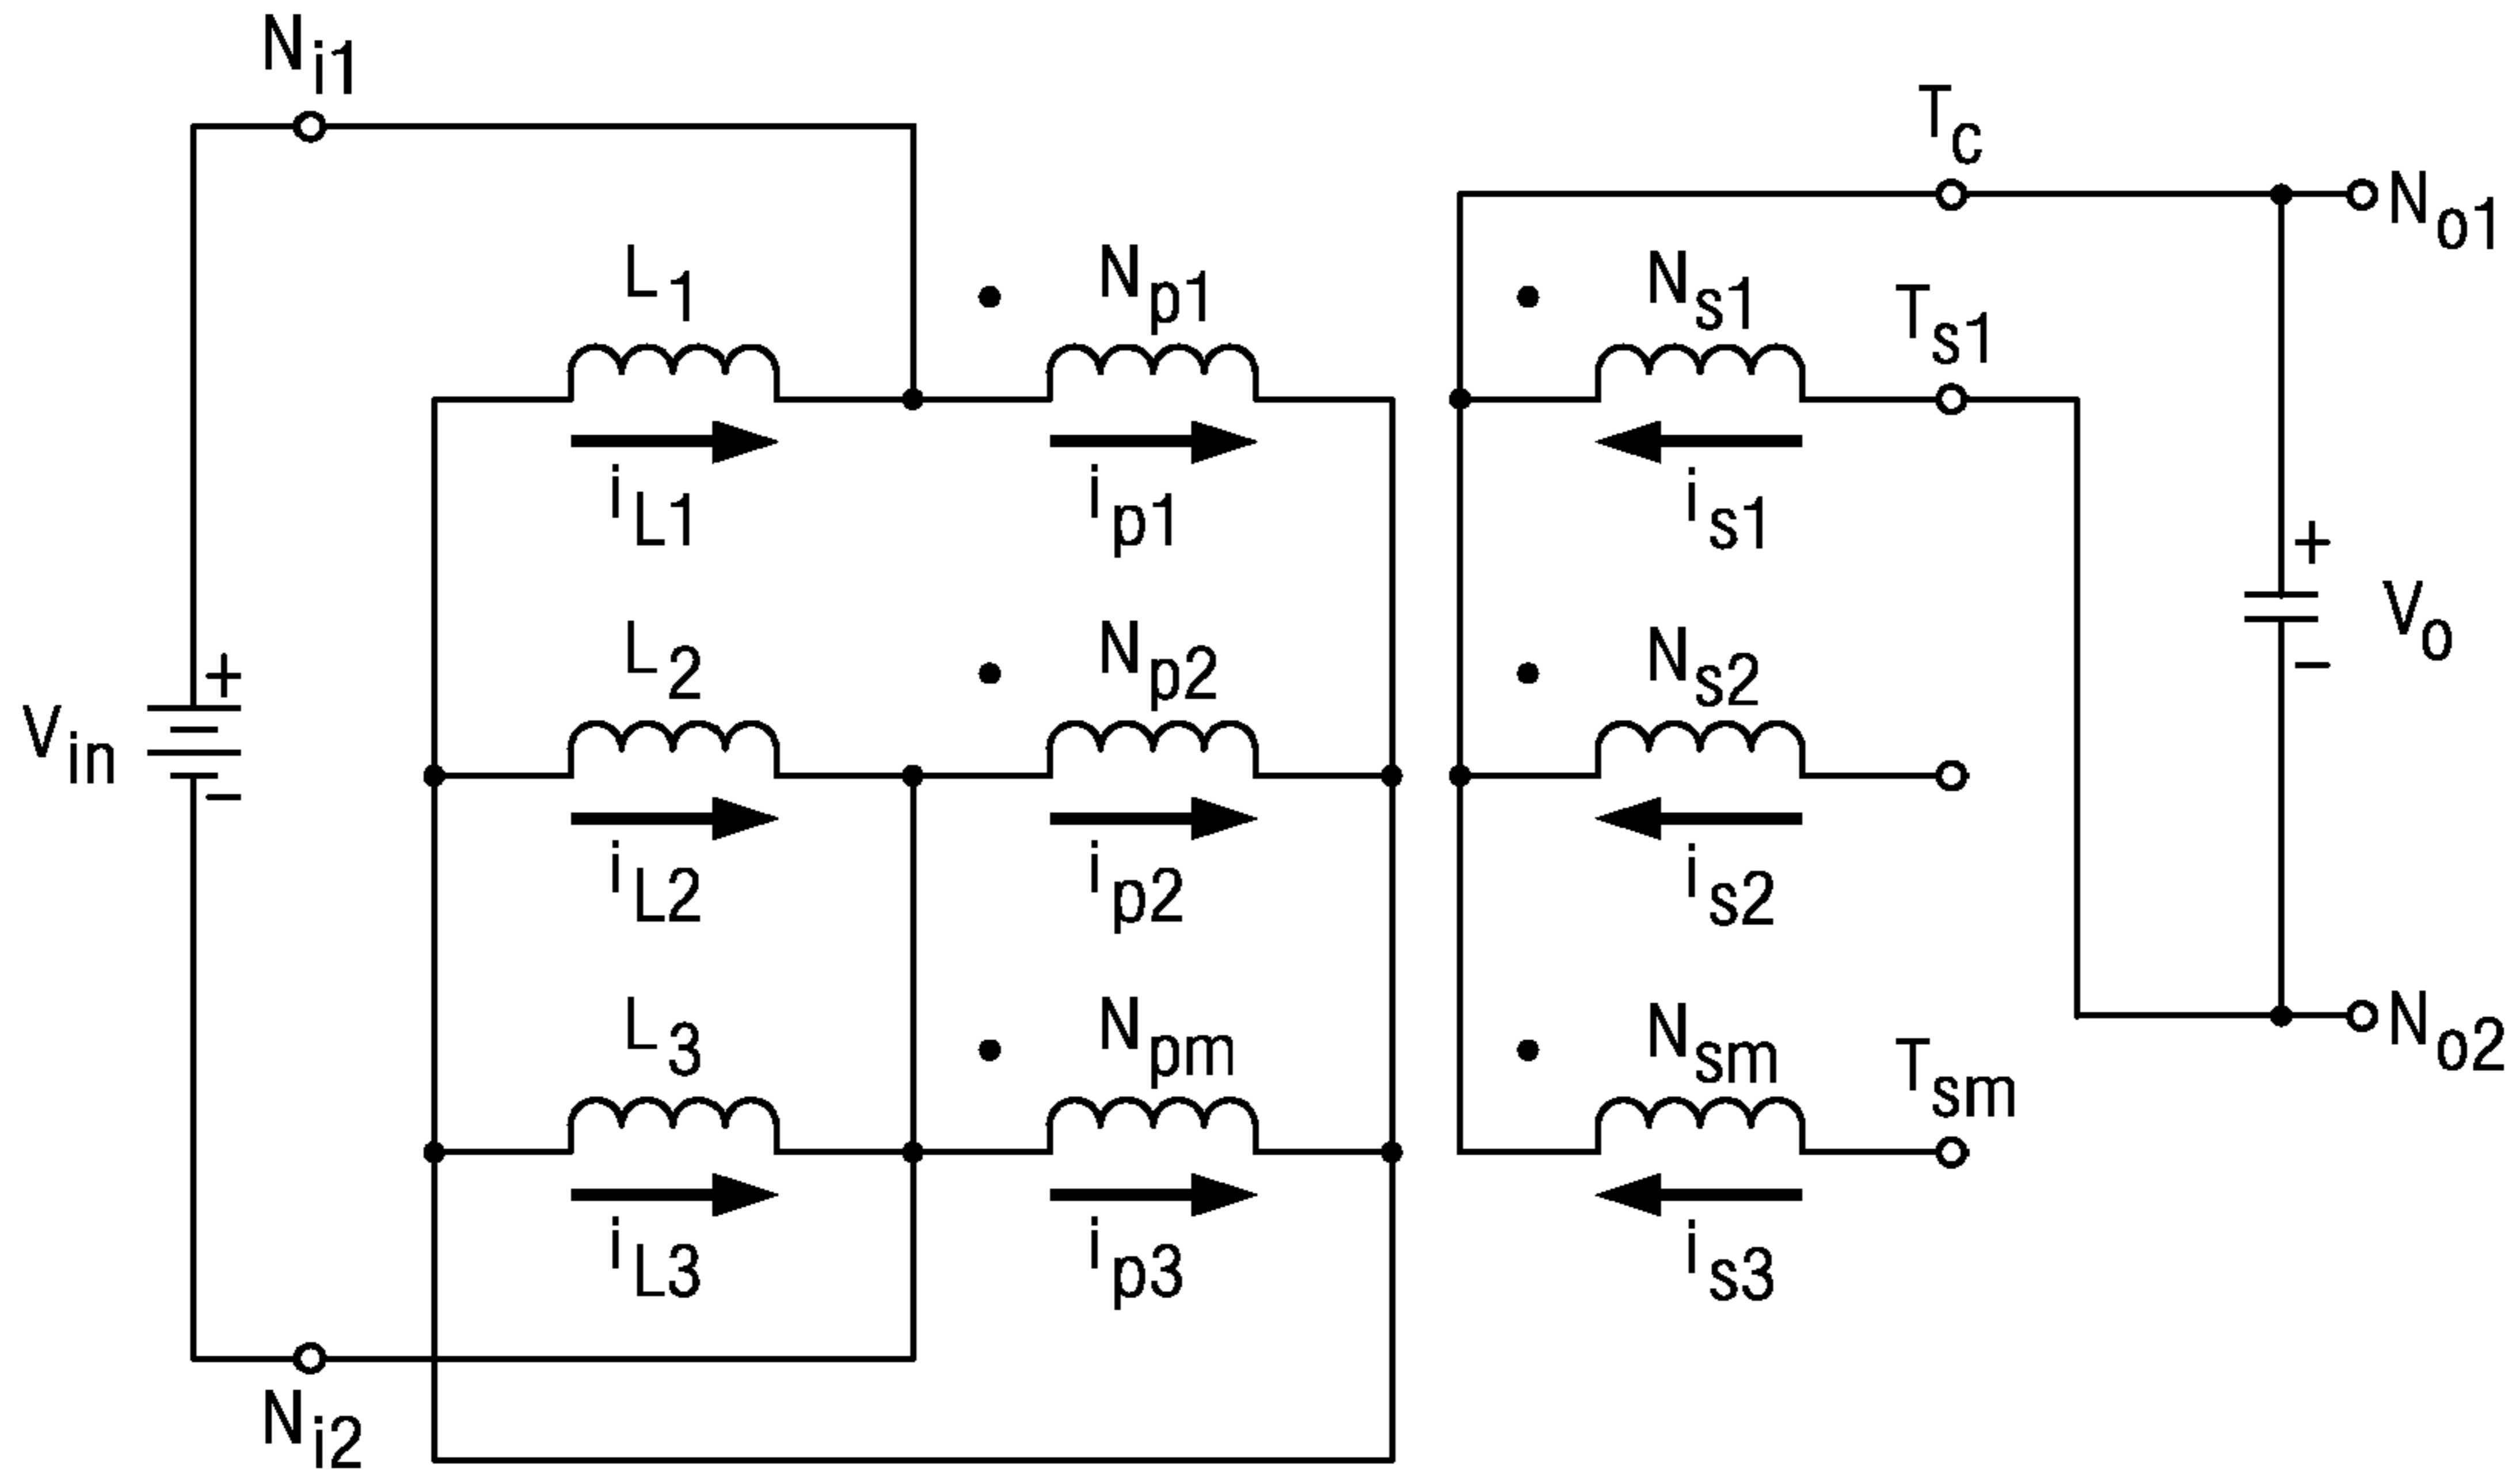 Ni1
Tc
No1
L1
Np1
Ns1
Ts1
iL1
ip1
is1
+
Vo
−
L2
Np2
Ns2
+
Vin
−
iL2
ip2
is2
L3
Npm
Nsm
Tsm
No2
iL3
ip3
is3
Ni2